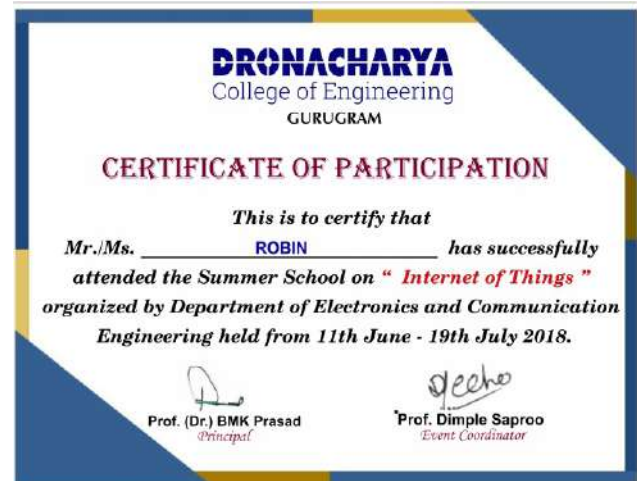 DRONACHARYA
College of Engineering
GURUGRAM
CERTIFICATE OF PARTICIPATION
This is to certify that
Mr./Ms. ROBIN has successfully
attended the Summer School on “ Internet of Things ”
organized by Department of Electronics and Communication
Engineering held from 11th June - 19th July 2018.
Prof. (Dr.) BMK Prasad
Principal
Prof. Dimple Saproo
Event Coordinator